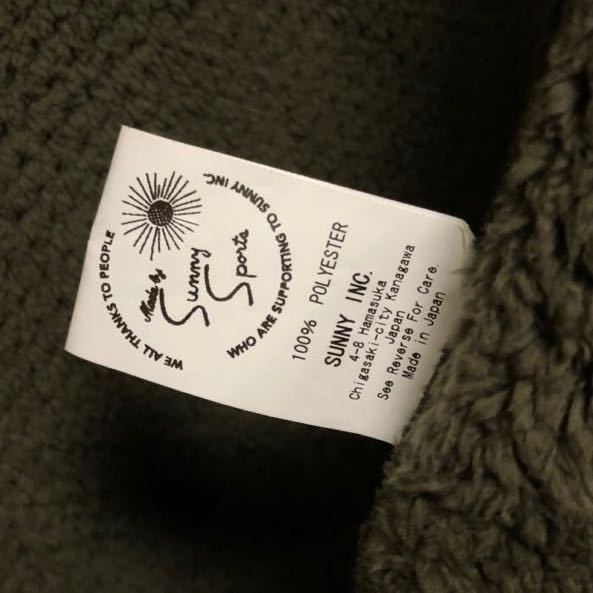 WE ALL THANKS TO PEOPLE
WHO ARE SUPPORTING TO SUNNY INC.
Made by
Sunny
Sports
100% POLYESTER
SUNNY INC.
4-8 Hamasuka
Chigasaki-city Kanagawa
Japan
See Reverse For Care.
Made in Japan